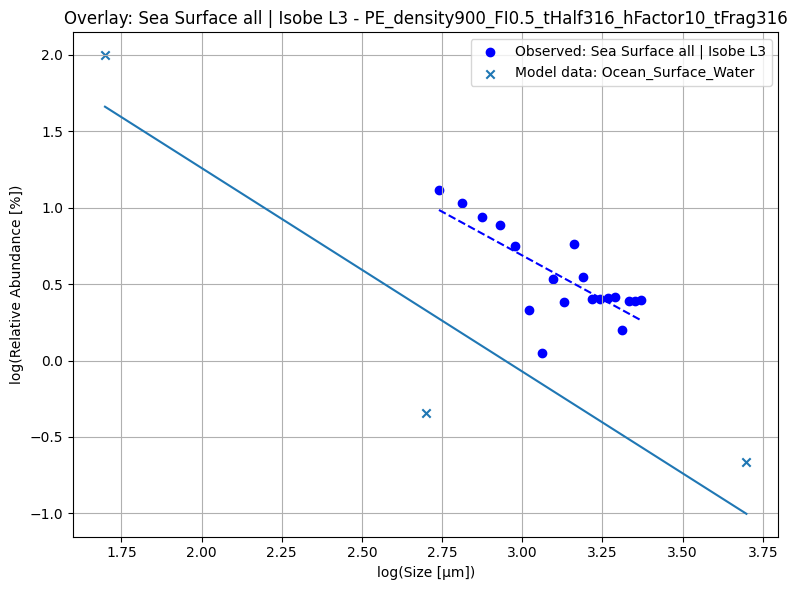 Overlay: Sea Surface all | Isobe L3 - PE_density900_FI0.5_tHalf316_hFactor10_tFrag316
Observed: Sea Surface all | Isobe L3
Model data: Ocean_Surface_Water
log(Relative Abundance [%])
2.0
1.5
1.0
0.5
0.0
−0.5
−1.0
1.75 2.00 2.25 2.50 2.75 3.00 3.25 3.50 3.75
log(Size [µm])